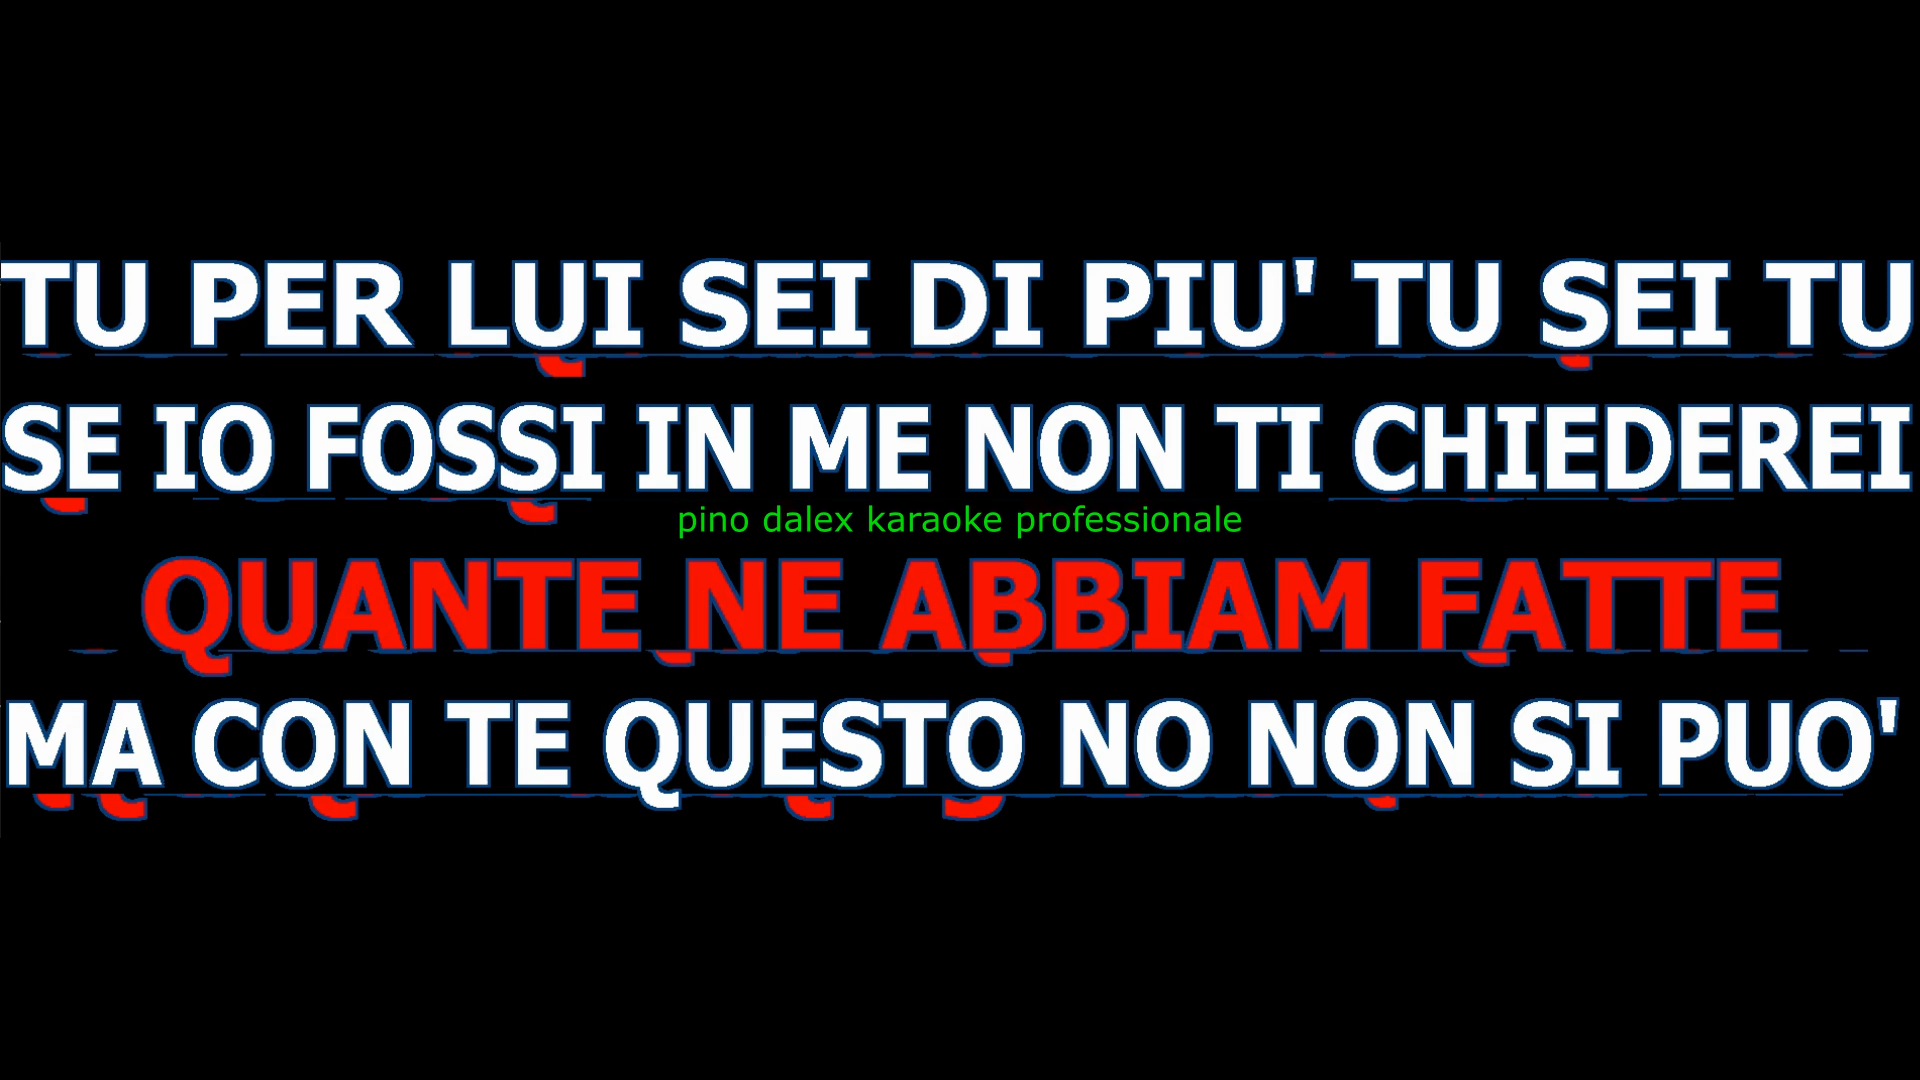 TU PER LUI SEI DI PIU' TU SEI TU
SE IO FOSSI IN ME NON TI CHIEDEREI
pino dalex karaoke professionale
QUANTE NE ABBIAM FATTE
MA CON TE QUESTO NO NON SI PUO'